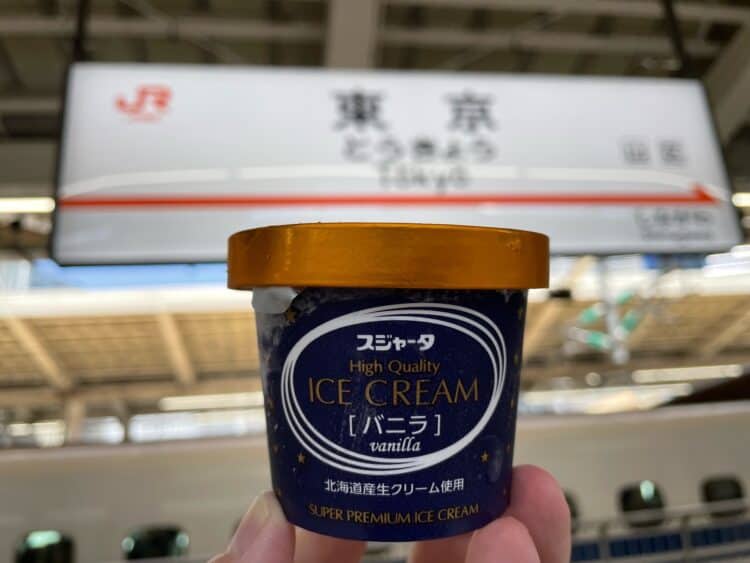 JR
東京
とうきょう
Tōkyō
スジャータ
High Quality
ICE CREAM
[バニラ]
vanilla
北海道産生クリーム使用
SUPER PREMIUM ICE CREAM